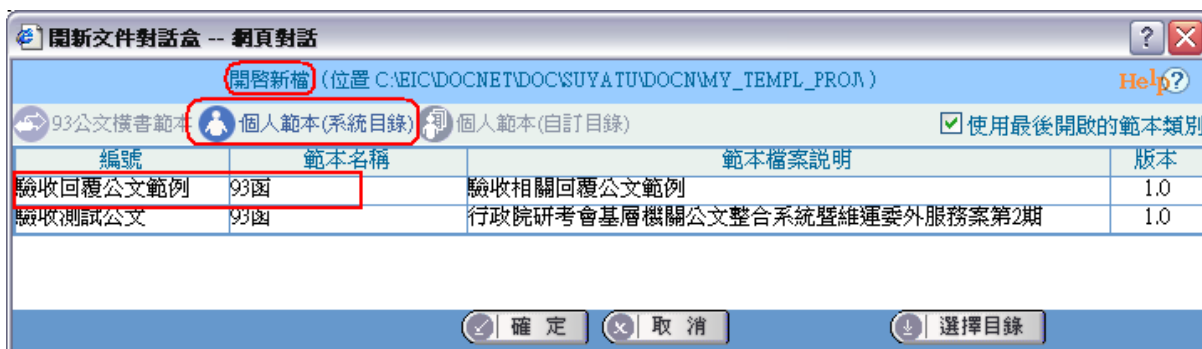 開新文件對話盒 -- 網頁對話
開啓新檔 (位置 C:\EIC\DOCNET\DOC\SUYATU\DOCN\MY_TEMPL_PROJ\ ) Help?
93公文橫書範本 個人範本(系統目錄) 個人範本(自訂目錄) 使用最後開啟的範本類別
編號 範本名稱 範本檔案說明 版本
驗收回覆公文範例 93函 驗收相關回覆公文範例 1.0
驗收測試公文 93函 行政院研考會基層機關公文整合系統暨維運委外服務案第2期 1.0
確 定 取 消 選擇目錄